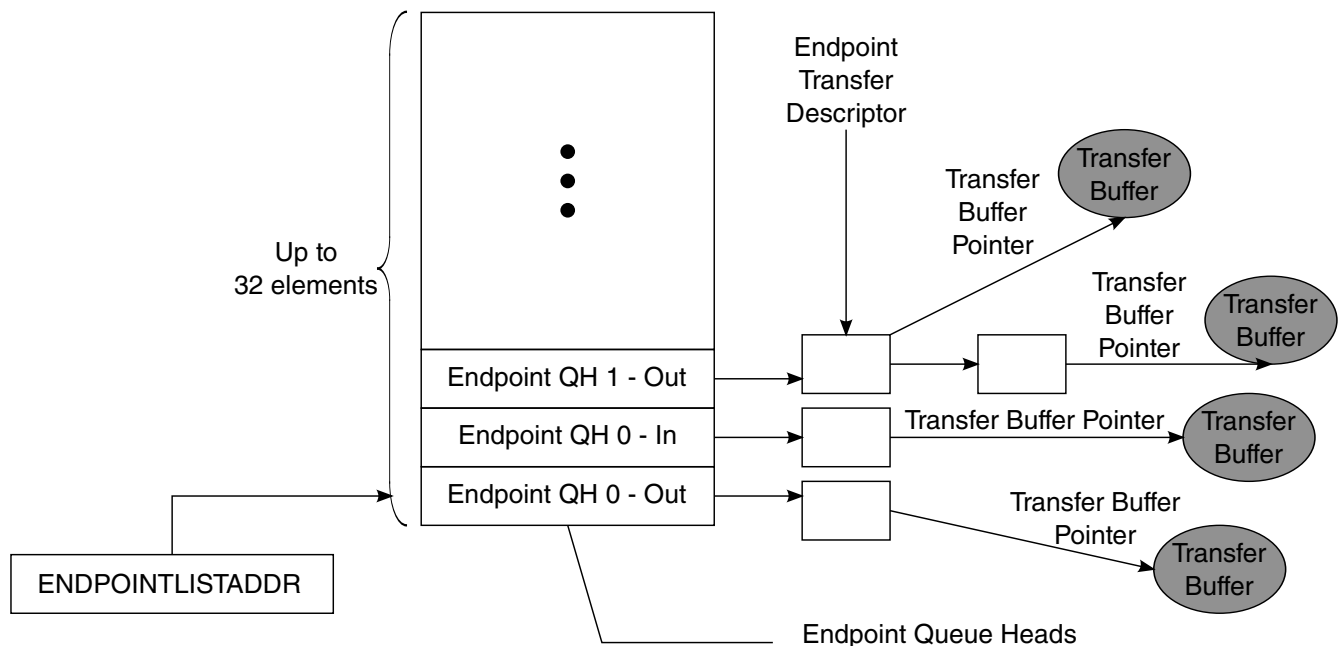 Endpoint
Transfer
Descriptor
Transfer
Buffer
Transfer
Buffer
Pointer
Up to
32 elements
Transfer
Buffer
Pointer
Transfer
Buffer
Endpoint QH 1 - Out
Endpoint QH 0 - In
Transfer Buffer Pointer
Transfer
Buffer
Endpoint QH 0 - Out
Transfer Buffer
Pointer
Transfer
Buffer
ENDPOINTLISTADDR
Endpoint Queue Heads